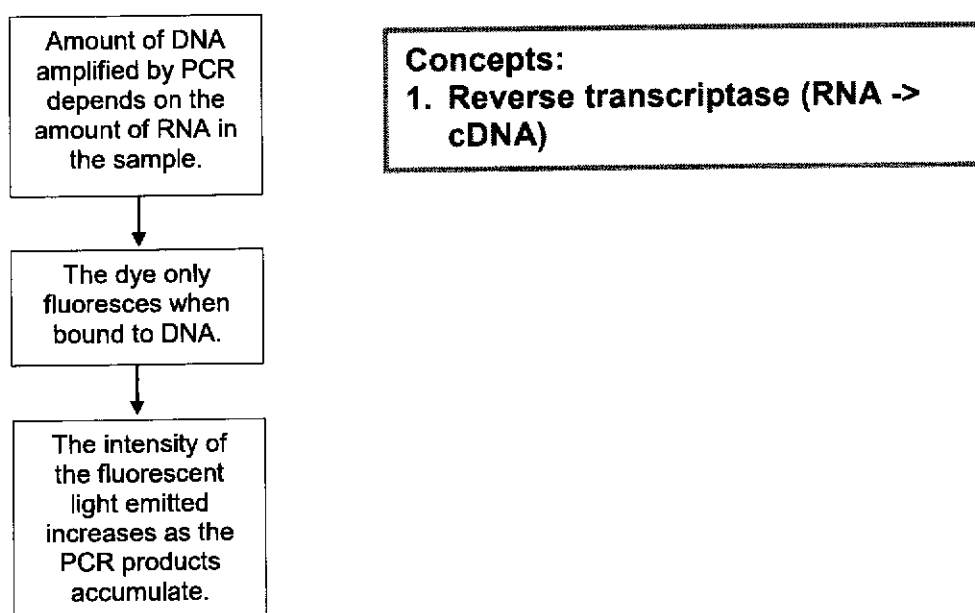 Amount of DNA
amplified by PCR
depends on the
amount of RNA in
the sample.
The dye only
fluoresces when
bound to DNA.
The intensity of
the fluorescent
light emitted
increases as the
PCR products
accumulate.
Concepts:
1. Reverse transcriptase (RNA ->
cDNA)